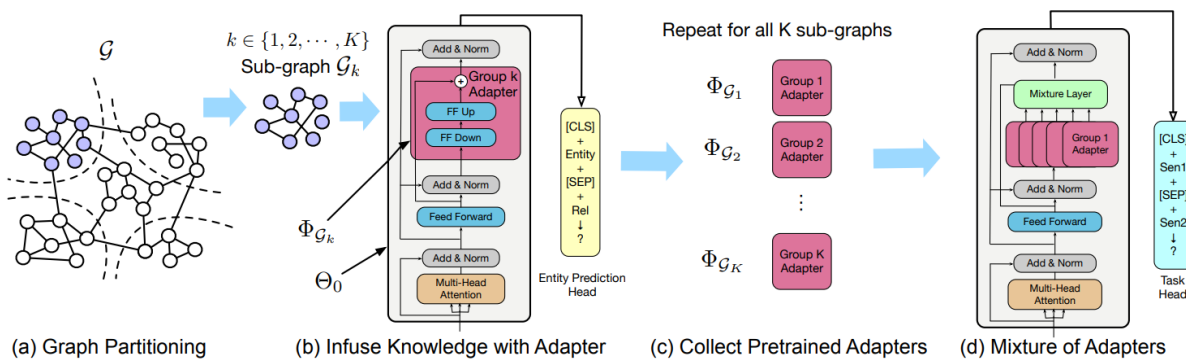 𝒢
k ∈ {1, 2, ⋯, K}
Sub-graph 𝒢ₖ
Add & Norm
+
Group k
Adapter
FF Up
FF Down
Add & Norm
Feed Forward
Add & Norm
Multi-Head
Attention
Φ𝒢ₖ
Θ₀
[CLS]
+
Entity
+
[SEP]
+
Rel
↓
?
Entity Prediction
Head
Repeat for all K sub-graphs
Φ𝒢₁
Group 1
Adapter
Φ𝒢₂
Group 2
Adapter
⋮
Φ𝒢_K
Group K
Adapter
Add & Norm
Mixture Layer
Group 1
Adapter
Add & Norm
Feed Forward
Add & Norm
Multi-Head
Attention
[CLS]
+
Sen1
+
[SEP]
+
Sen2
↓
?
Task
Head
(a) Graph Partitioning
(b) Infuse Knowledge with Adapter
(c) Collect Pretrained Adapters
(d) Mixture of Adapters